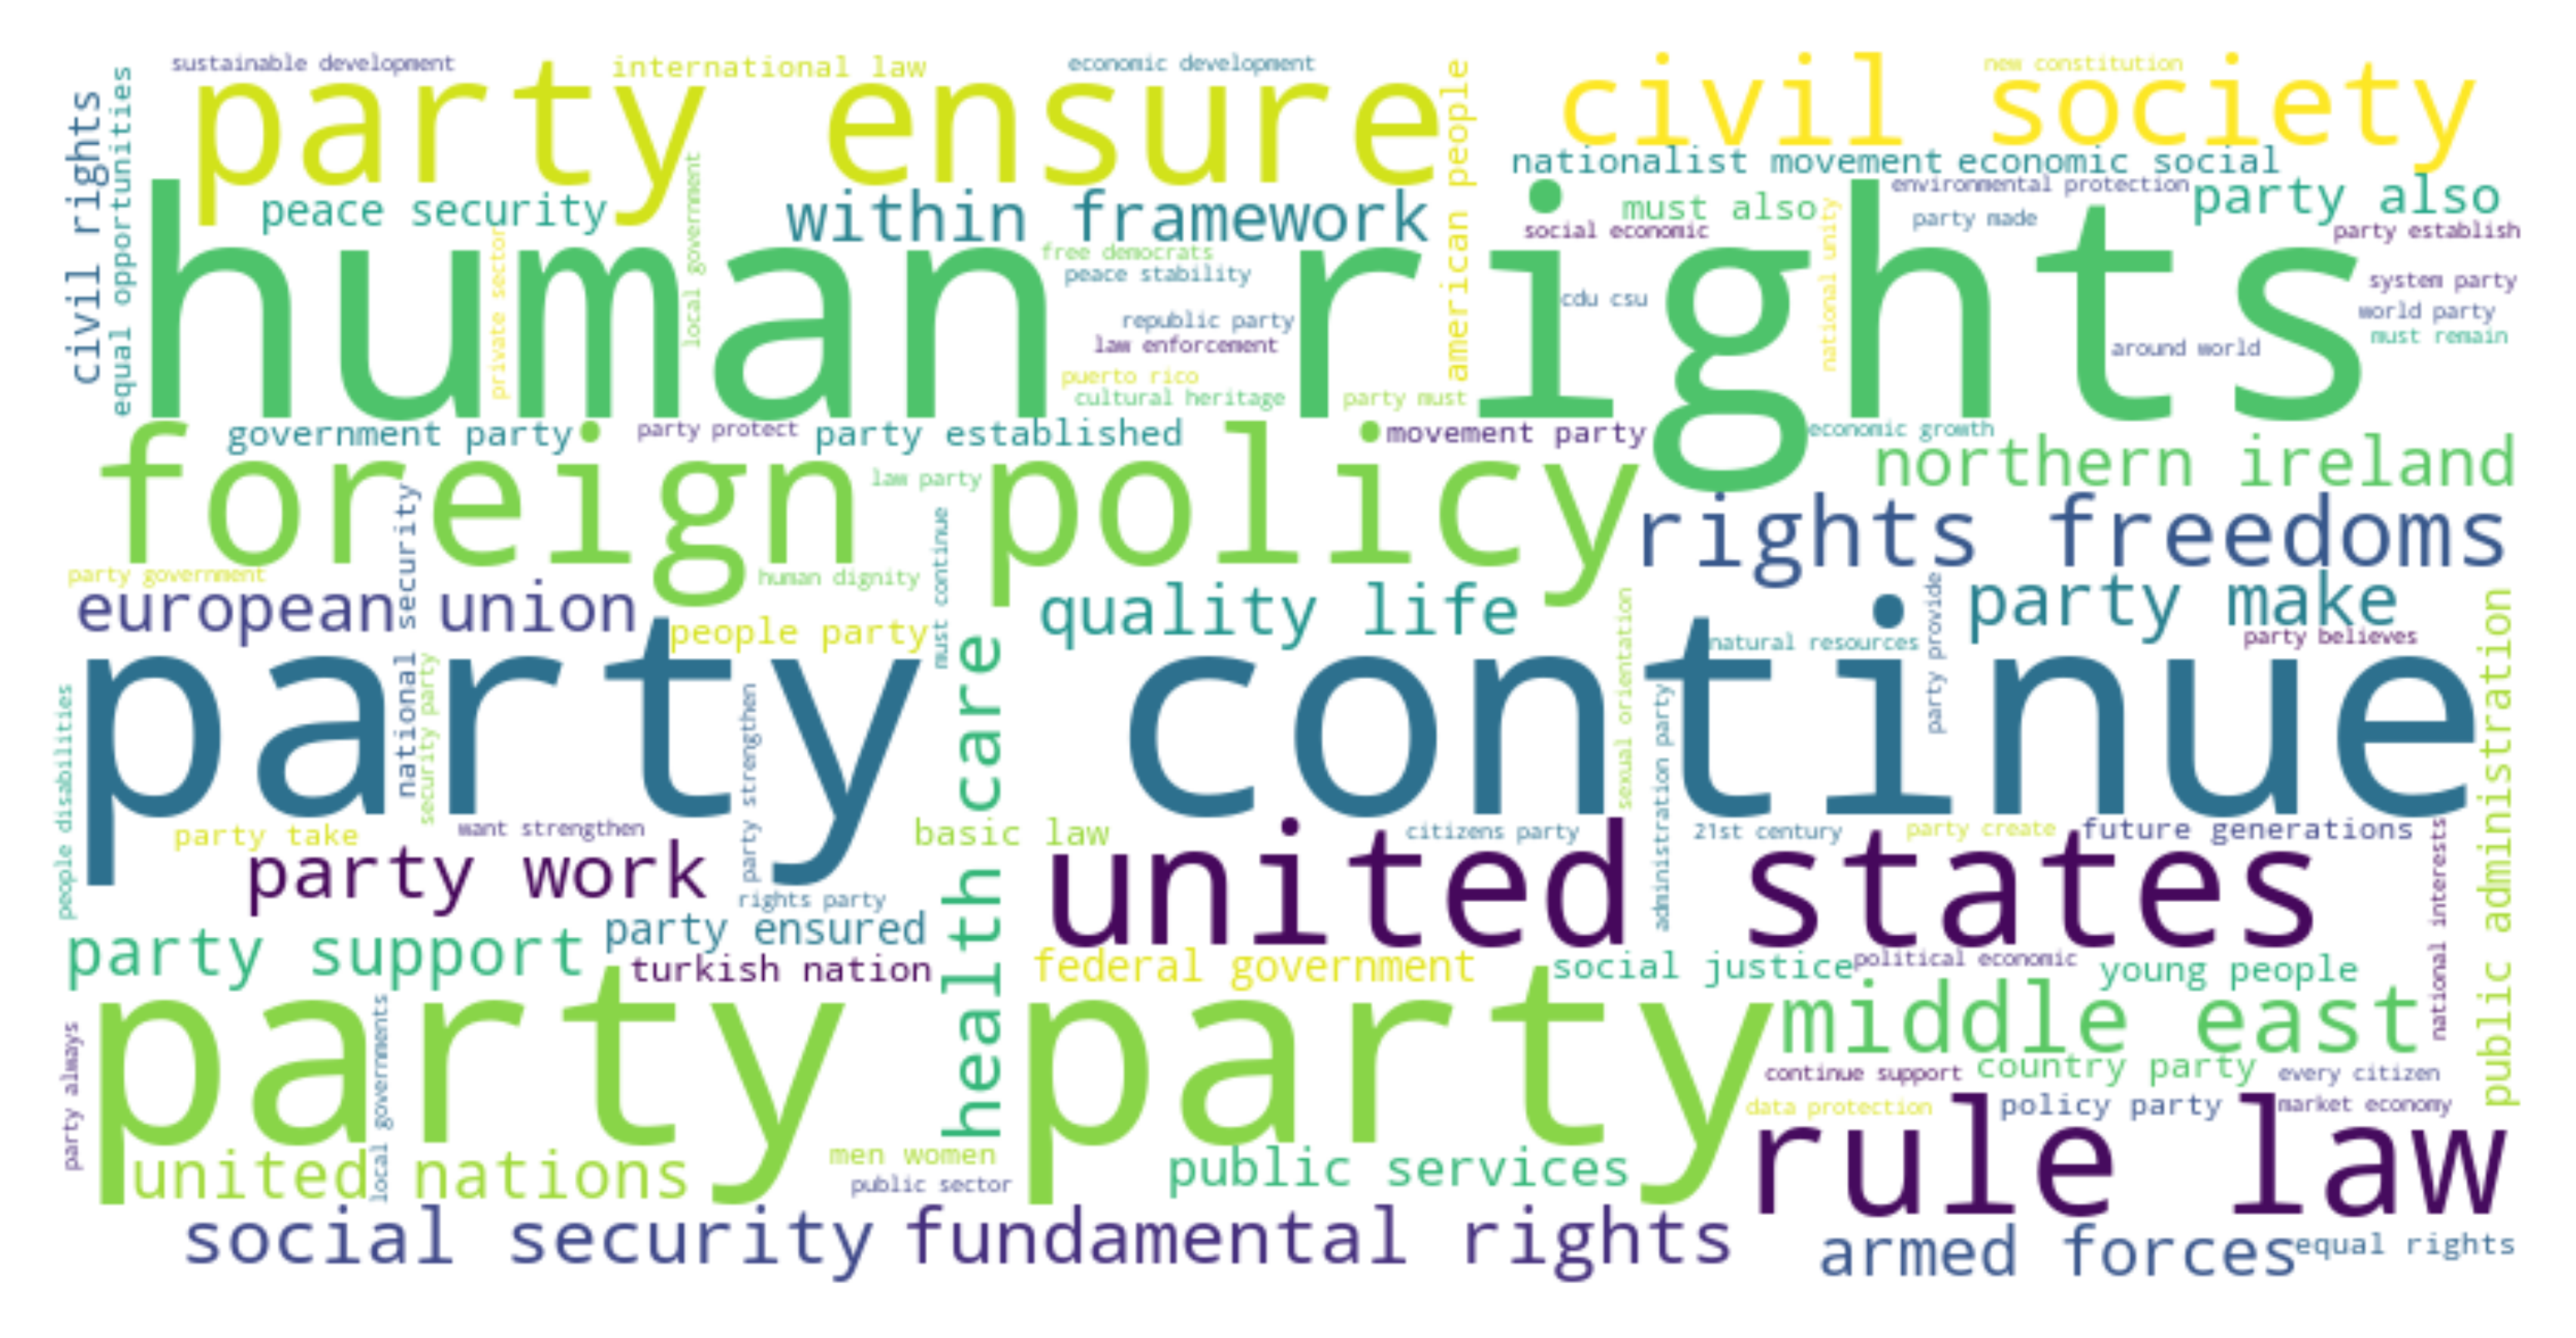 sustainable development
international law
economic development
new constitution
party ensure
civil society
civil rights
equal opportunities
american people
nationalist movement
economic social
peace security
local government
within framework
must also
environmental protection
party also
party made
social economic
party establish
national unity
private sector
free democrats
peace stability
human rights
cdu csu
system party
world party
republic party
law enforcement
around world
must remain
puerto rico
cultural heritage
party must
government party
party protect
party established
movement party
economic growth
northern ireland
foreign policy
law party
national security
must continue
rights freedoms
party government
human dignity
european union
people party
quality life
sexual orientation
natural resources
party provide
party make
party believes
public administration
party continue
health care
people disabilities
security party
party strengthen
administration party
party take
want strengthen
basic law
citizens party
21st century
party create
future generations
national interests
party work
united states
rights party
party ensured
party support
turkish nation
federal government
social justice
political economic
young people
party party
middle east
party always
local governments
continue support
country party
every citizen
data protection
policy party
market economy
rule law
united nations
men women
public sector
public services
social security
fundamental rights
armed forces
equal rights